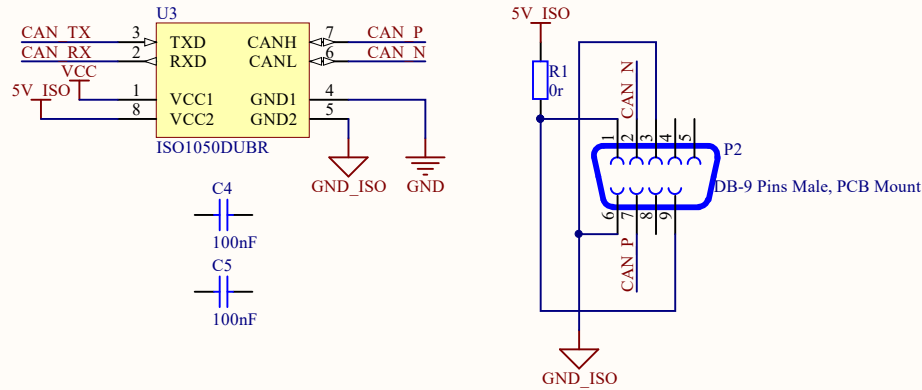 U3
CAN_TX
3
TXD
CANH
7
CAN_P
CAN_RX
2
RXD
CANL
6
CAN_N
VCC
5V_ISO
1
VCC1
GND1
4
8
VCC2
GND2
5
ISO1050DUBR
GND_ISO
GND
C4
100nF
C5
100nF
5V_ISO
R1
0r
CAN_N
1
2
3
4
5
P2
DB-9 Pins Male, PCB Mount
6
7
8
9
CAN_P
GND_ISO